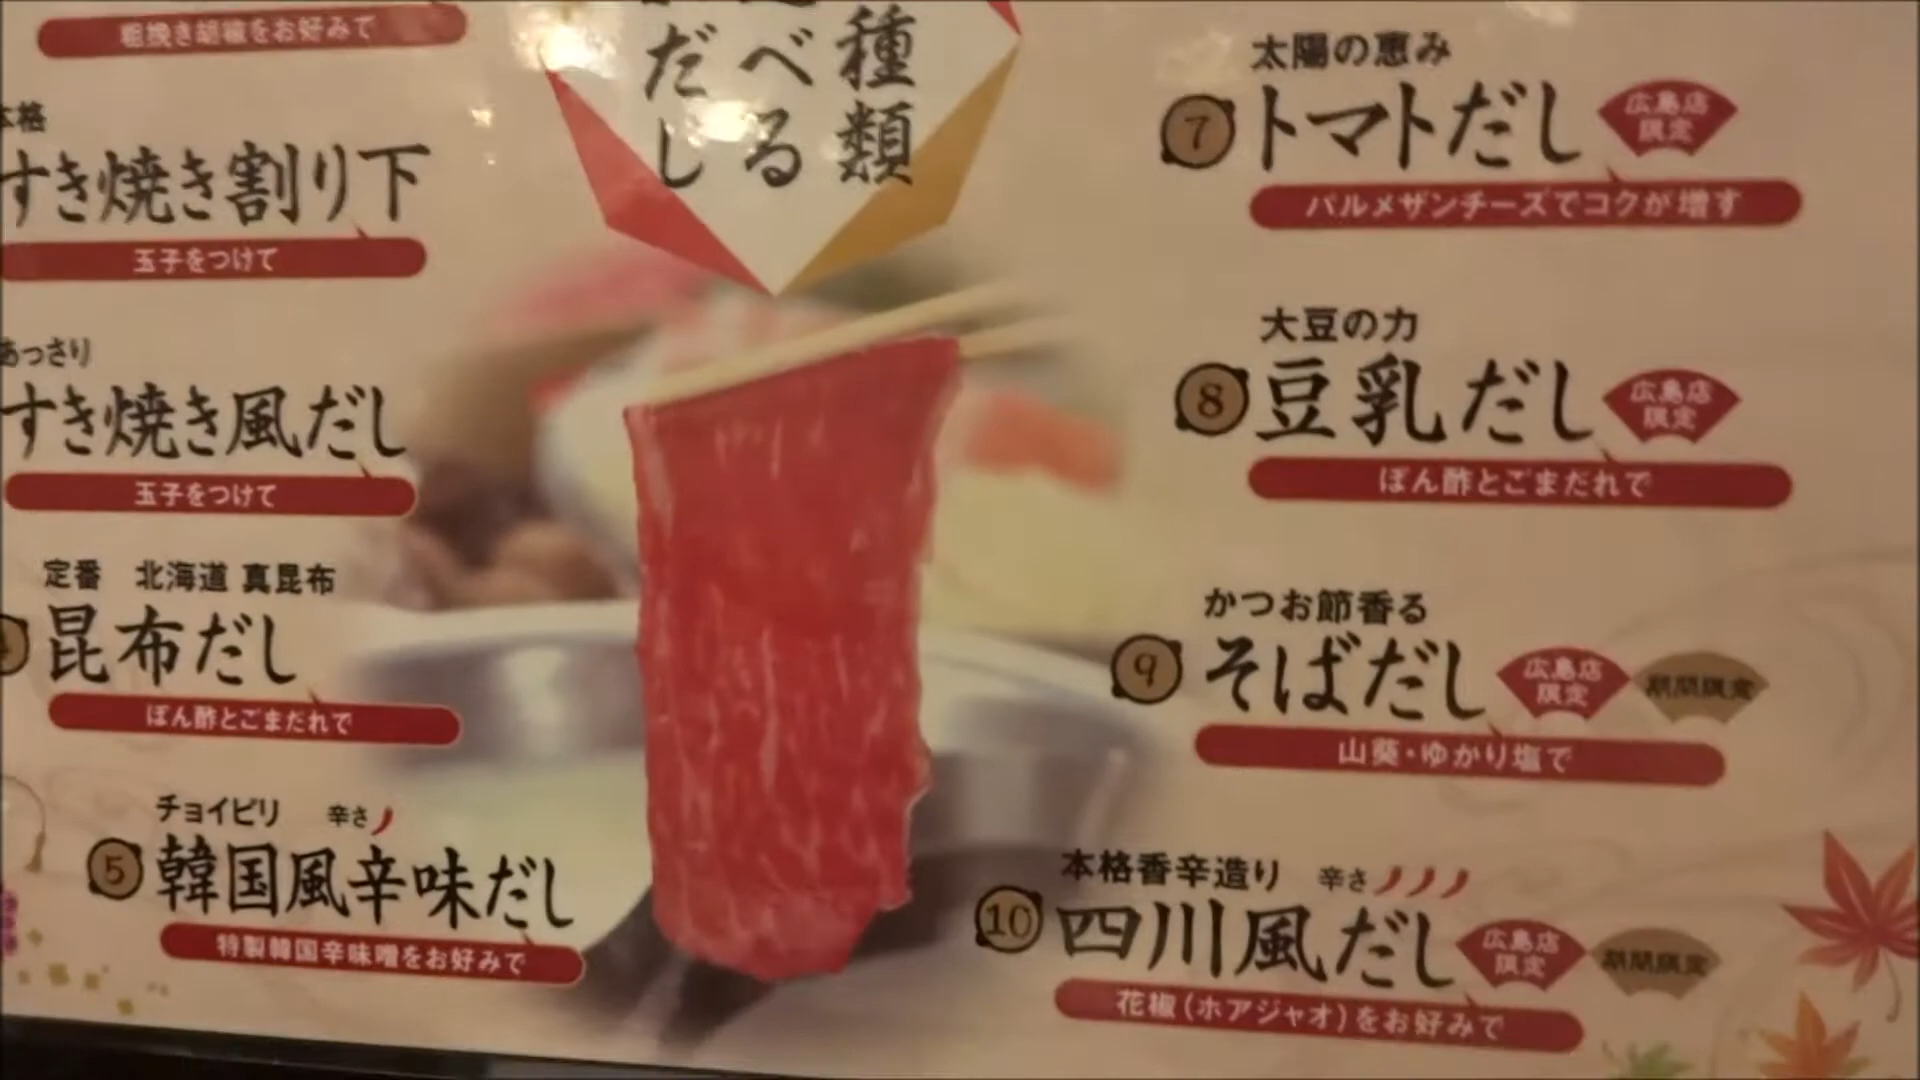 粗挽き胡椒をお好みで
本格
すき焼き割り下
玉子をつけて
あっさり
すき焼き風だし
玉子をつけて
定番 北海道 真昆布
4 昆布だし
ぽん酢とごまだれで
チョイピリ 辛さ
5 韓国風辛味だし
特製韓国辛味噌をお好みで
種類
べる
だし
太陽の恵み
7 トマトだし 広島店限定
パルメザンチーズでコクが増す
大豆の力
8 豆乳だし 広島店限定
ぽん酢とごまだれで
かつお節香る
9 そばだし 広島店限定 期間限定
山葵・ゆかり塩で
本格香辛造り 辛さ
10 四川風だし 広島店限定 期間限定
花椒(ホアジャオ)をお好みで